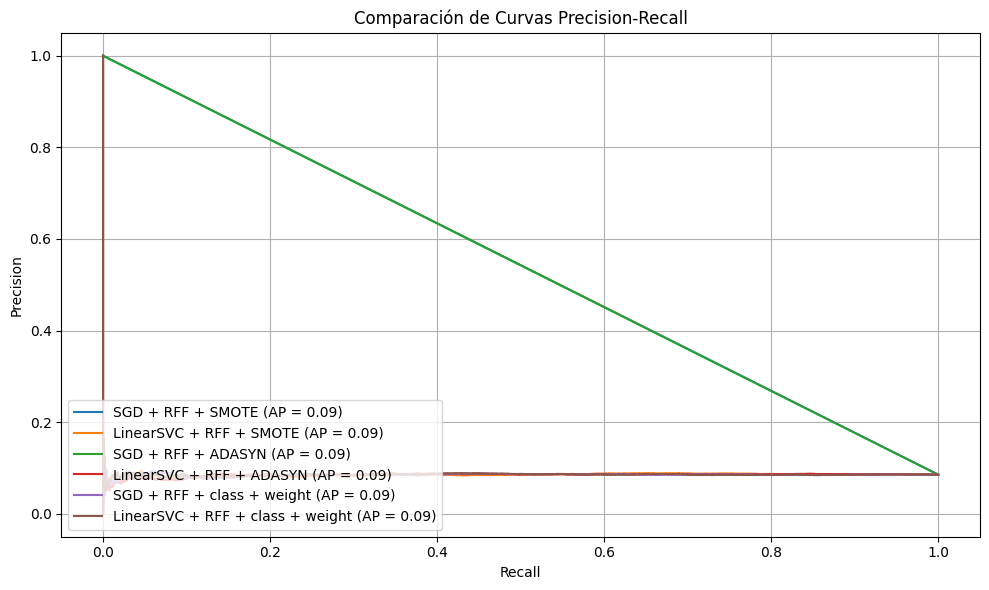 Comparación de Curvas Precision-Recall
Precision
1.0
0.8
0.6
0.4
0.2
0.0
SGD + RFF + SMOTE (AP = 0.09)
LinearSVC + RFF + SMOTE (AP = 0.09)
SGD + RFF + ADASYN (AP = 0.09)
LinearSVC + RFF + ADASYN (AP = 0.09)
SGD + RFF + class + weight (AP = 0.09)
LinearSVC + RFF + class + weight (AP = 0.09)
0.0 0.2 0.4 0.6 0.8 1.0
Recall